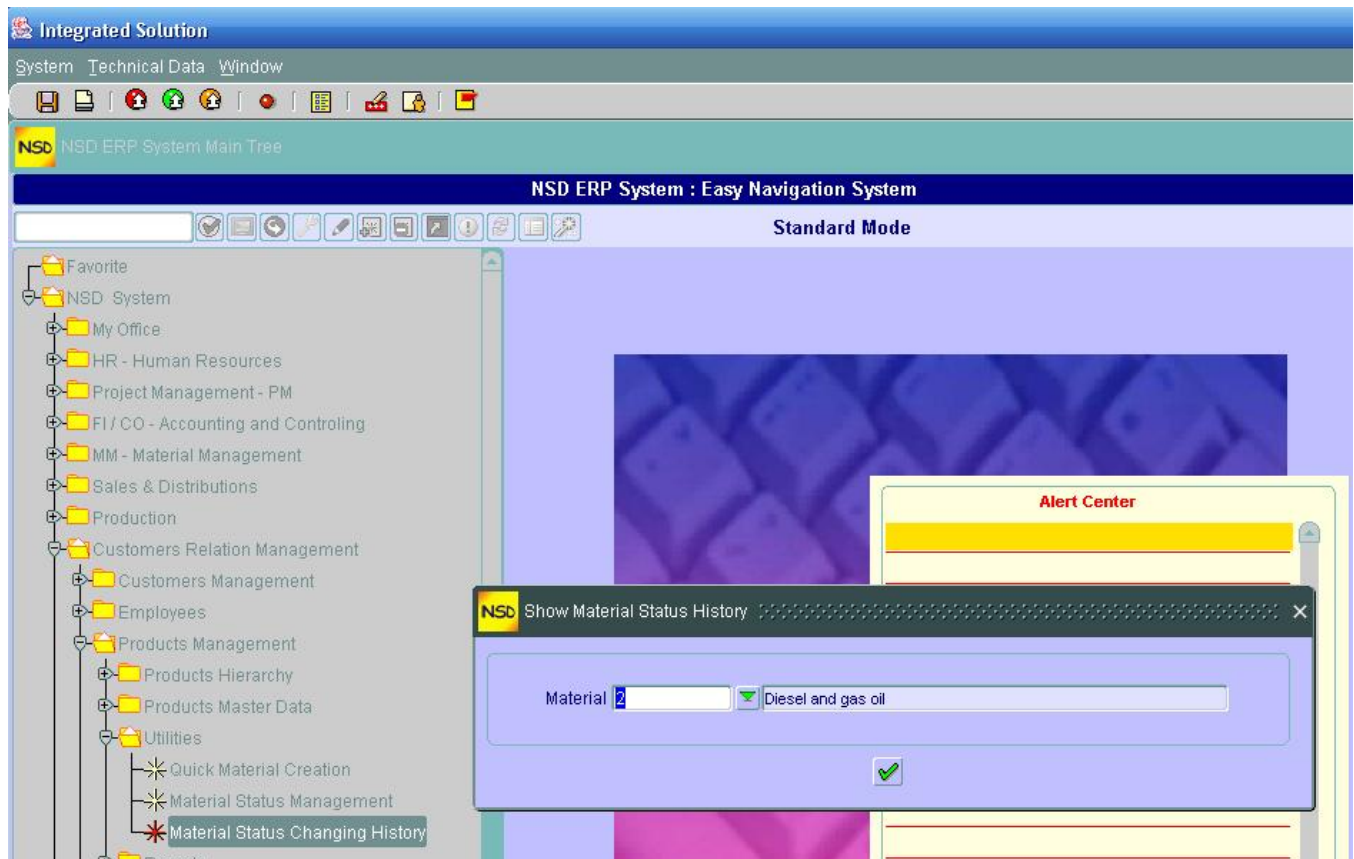 Integrated Solution
System Technical Data Window
NSD NSD ERP System Main Tree
NSD ERP System : Easy Navigation System
Standard Mode
Favorite
NSD System
My Office
HR - Human Resources
Project Management - PM
FI / CO - Accounting and Controling
MM - Material Management
Sales & Distributions
Production
Customers Relation Management
Customers Management
Employees
Products Management
Products Hierarchy
Products Master Data
Utilities
Quick Material Creation
Material Status Management
Material Status Changing History
Alert Center
NSD Show Material Status History
Material 2 Diesel and gas oil